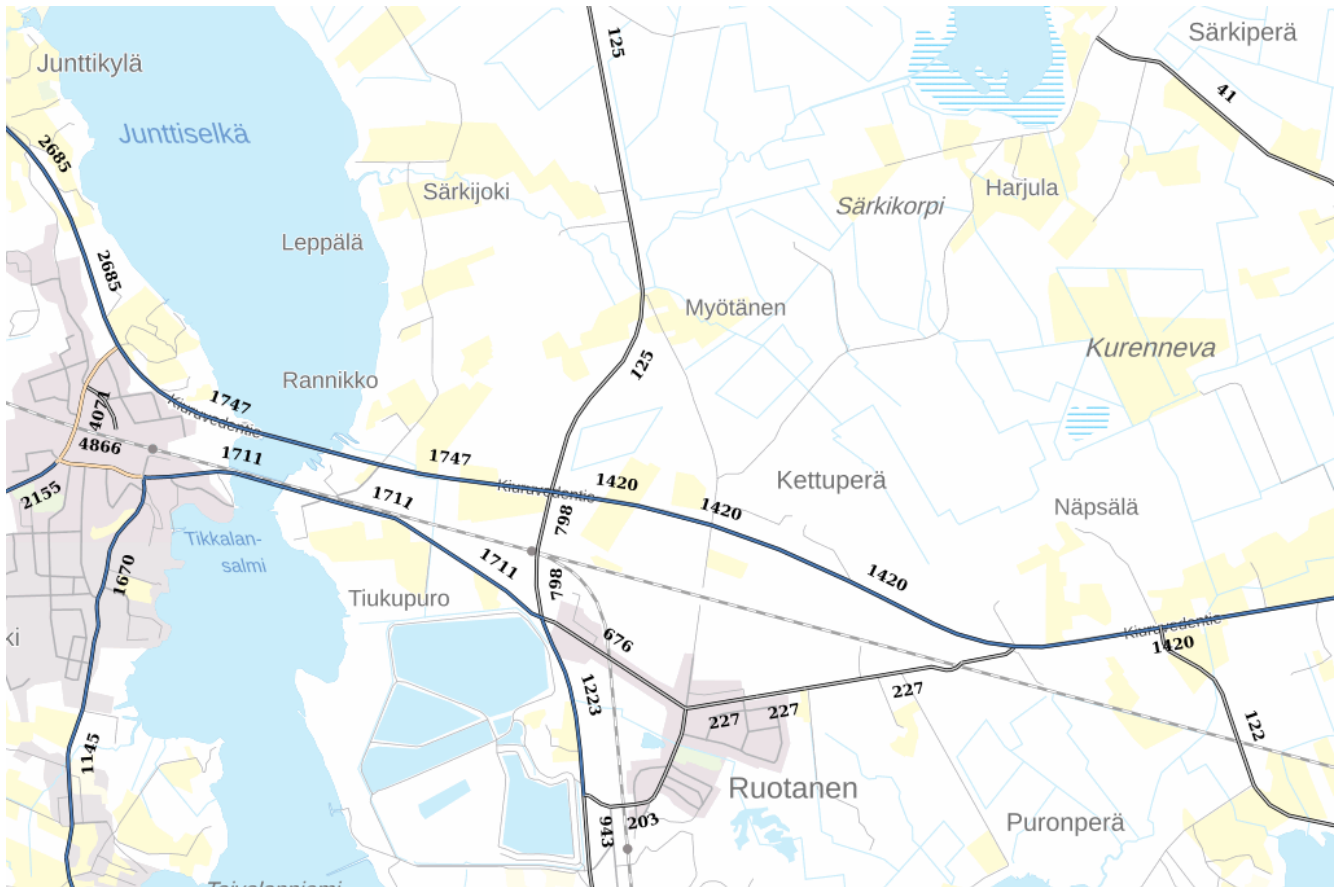 125
Särkiperä
Junttikylä
41
Junttiselkä
2685
Särkijoki
Harjula
Särkikorpi
Leppälä
2685
Myötänen
Kurenneva
125
Rannikko
1747
Kiuruvedentie
4071
4866
1711
1747
1420
Kettuperä
Kiuruvedentie
2155
1711
1420
Näpsälä
798
Tikkalan-
salmi
1711
1420
1670
798
Tiukupuro
Kiuruvedentie
ki
676
1420
1223
227
227
227
122
1145
Ruotanen
943
203
Puronperä